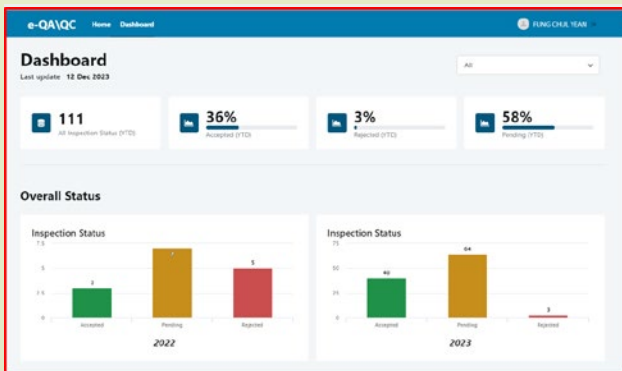 e-QA\QC Home Dashboard FUNG CHUL YEAN
Dashboard
Last update 12 Dec 2023
All
111
All Inspection Status (YTD)
36%
Accepted (YTD)
3%
Rejected (YTD)
58%
Pending (YTD)
Overall Status
Inspection Status
7.5
5
2.5
0
2
7
5
Accepted Pending Rejected
2022
Inspection Status
75
50
25
0
40
64
3
Accepted Pending Rejected
2023